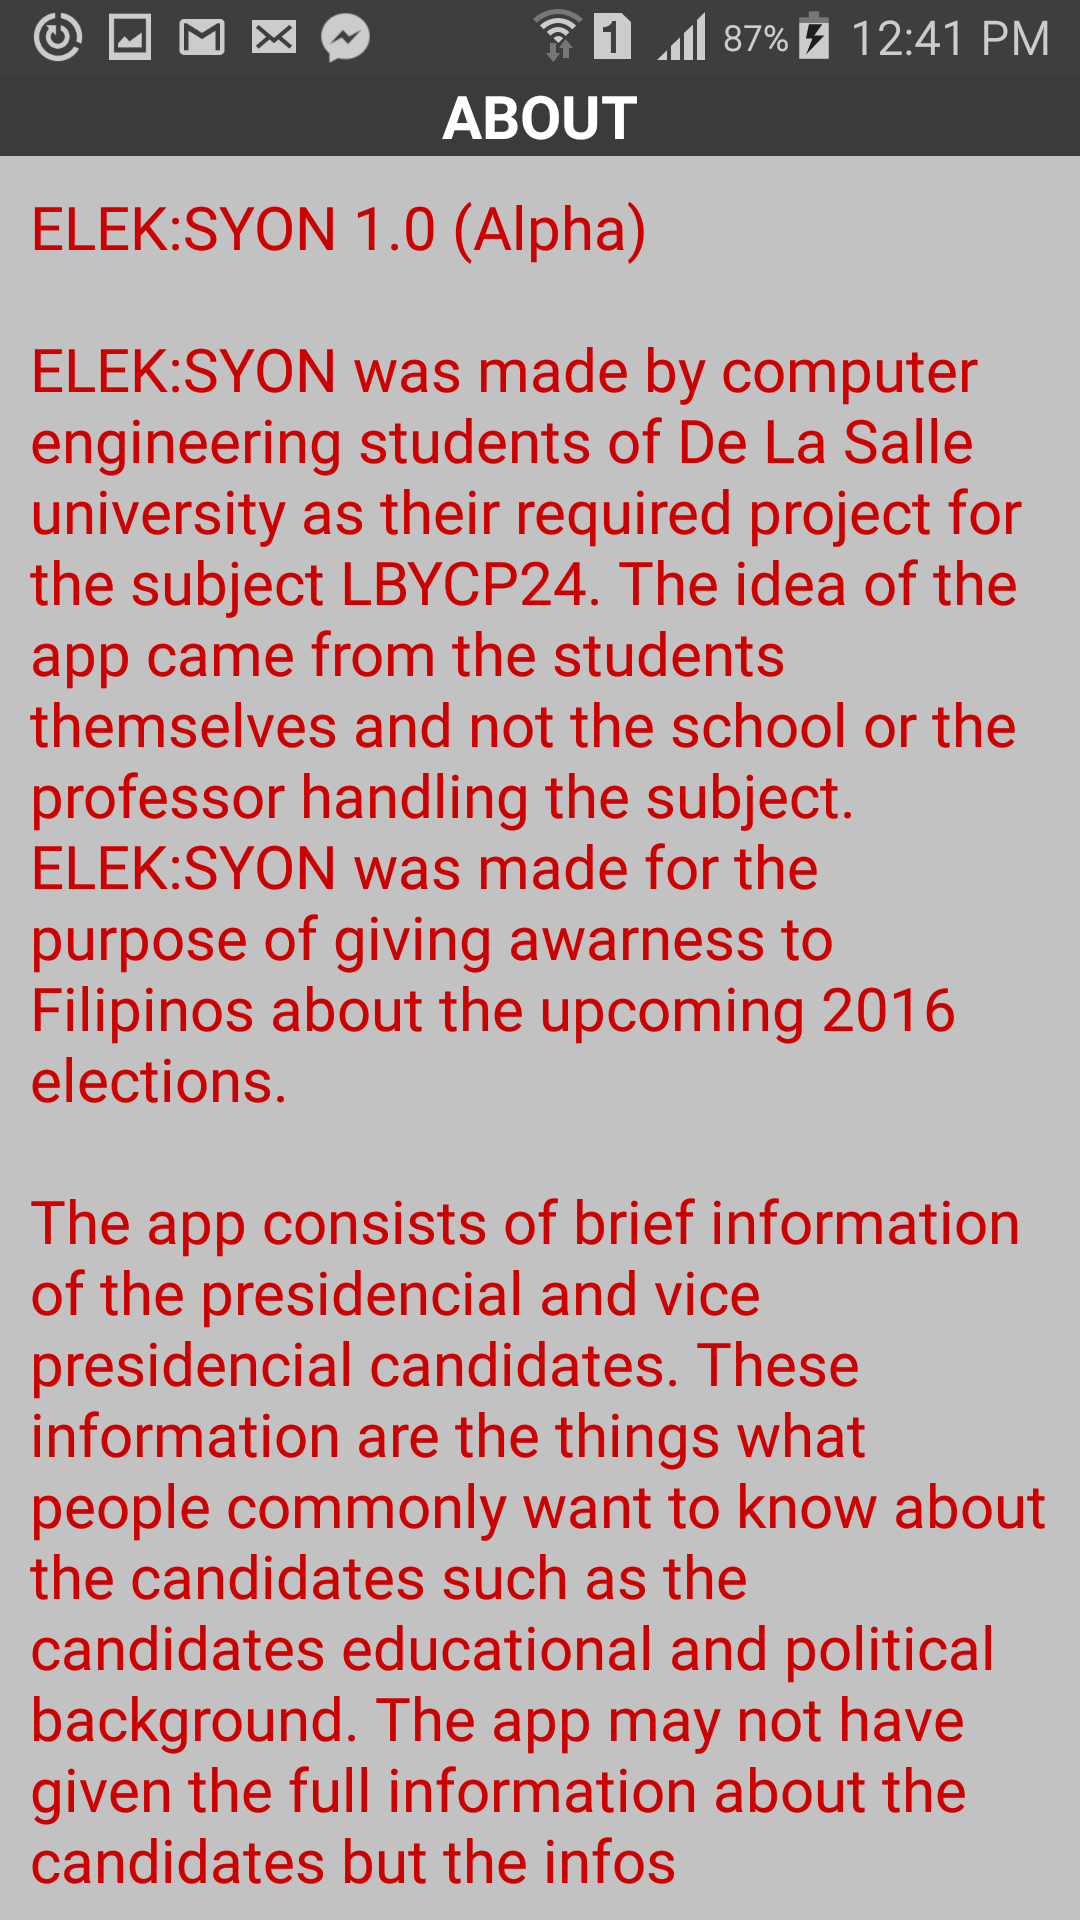 1 87% 12:41 PM
ABOUT
ELEK:SYON 1.0 (Alpha)
ELEK:SYON was made by computer
engineering students of De La Salle
university as their required project for
the subject LBYCP24. The idea of the
app came from the students
themselves and not the school or the
professor handling the subject.
ELEK:SYON was made for the
purpose of giving awarness to
Filipinos about the upcoming 2016
elections.
The app consists of brief information
of the presidencial and vice
presidencial candidates. These
information are the things what
people commonly want to know about
the candidates such as the
candidates educational and political
background. The app may not have
given the full information about the
candidates but the infos